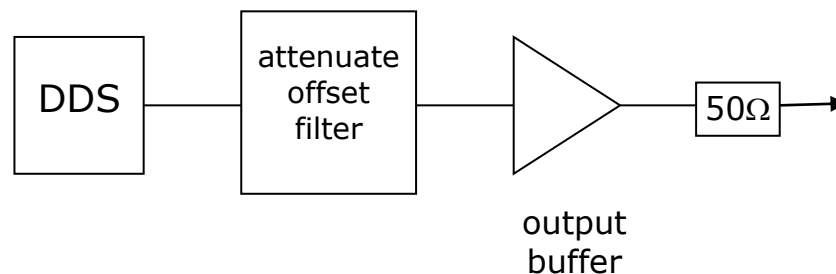 DDS
attenuate
offset
filter
50Ω
output
buffer